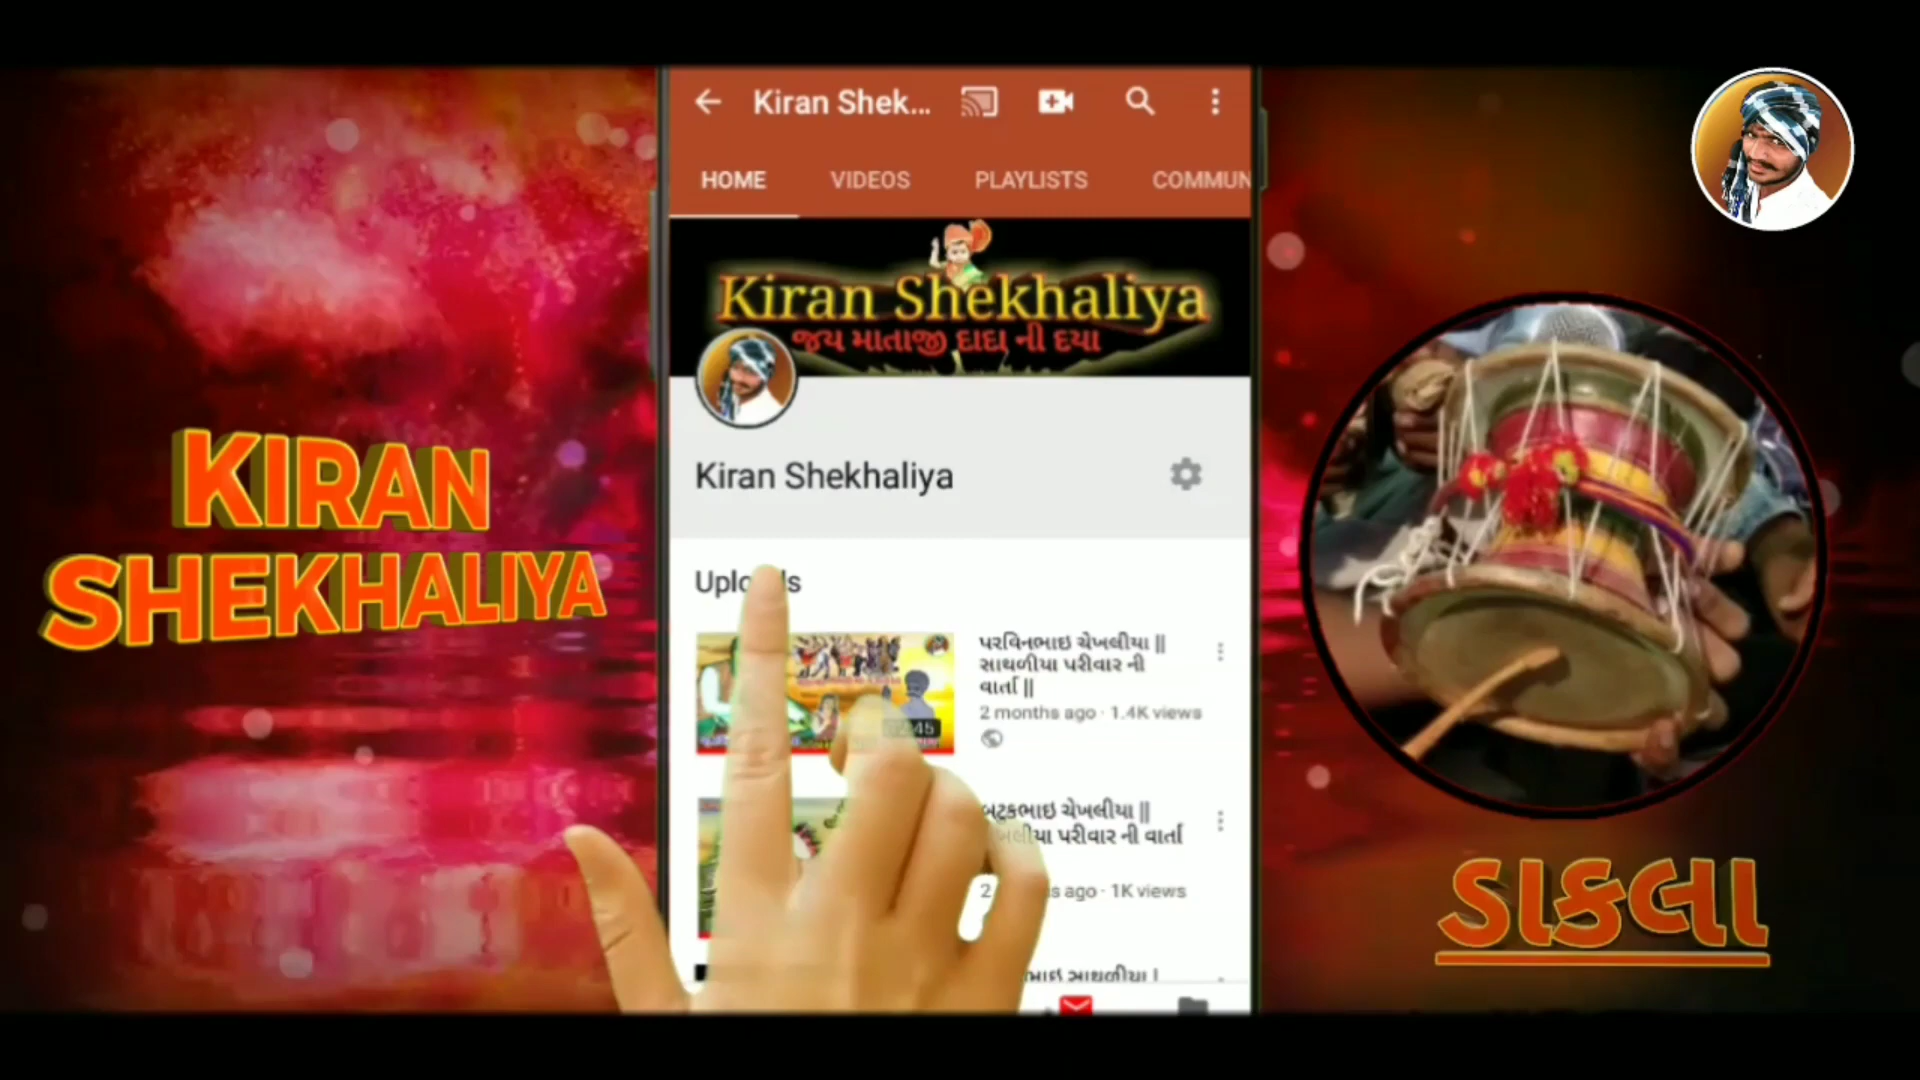 KIRAN
SHEKHALIYA
Kiran Shek...
HOME VIDEOS PLAYLISTS COMMUN
Kiran Shekhaliya
જય માતાજી દાદા ની દયા
Kiran Shekhaliya
પરવિનભાઇ ચેખલીયા ||
સાથળીયા પરીવાર ની
વાર્તા ||
2 months ago · 1.4K views
બટુકભાઇ ચેખલીયા ||
પરીવાર ની વાર્તા
ago · 1K views
ડાકલા